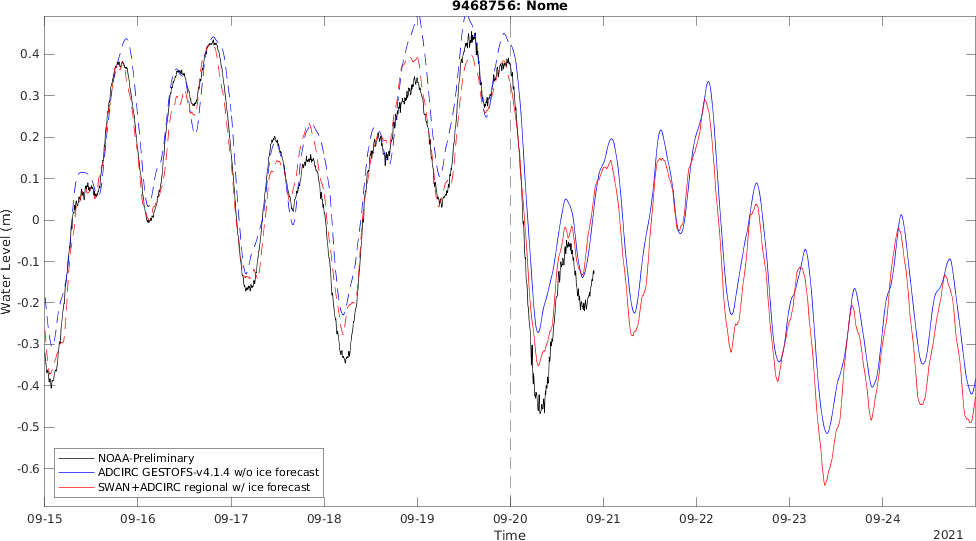 9468756: Nome
Water Level (m)
0.4
0.3
0.2
0.1
0
-0.1
-0.2
-0.3
-0.4
-0.5
-0.6
NOAA-Preliminary
ADCIRC GESTOFS-v4.1.4 w/o ice forecast
SWAN+ADCIRC regional w/ ice forecast
09-15 09-16 09-17 09-18 09-19 09-20 09-21 09-22 09-23 09-24
Time
2021